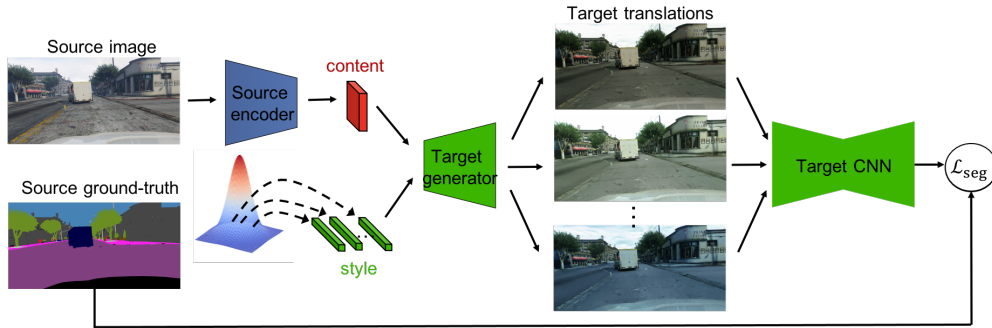 Source image
Source
encoder
content
Target
generator
Target translations
Target CNN
ℒseg
Source ground-truth
style